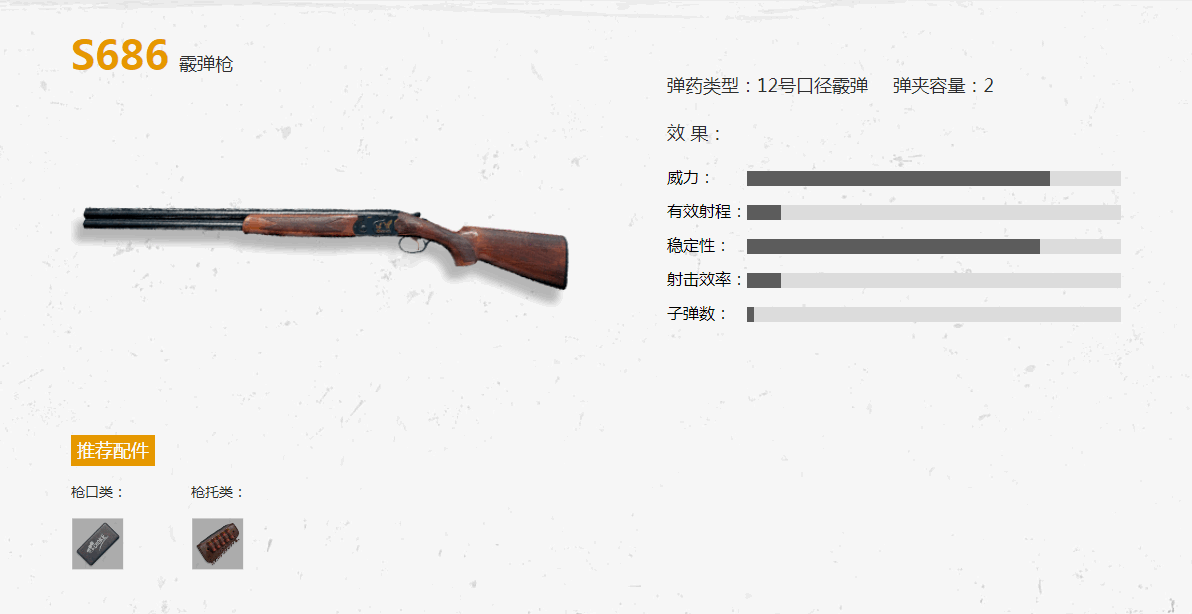 S686 霰弹枪
弹药类型：12号口径霰弹 弹夹容量：2
效 果：
威力：
有效射程：
稳定性：
射击效率：
子弹数：
推荐配件
枪口类：
枪托类：